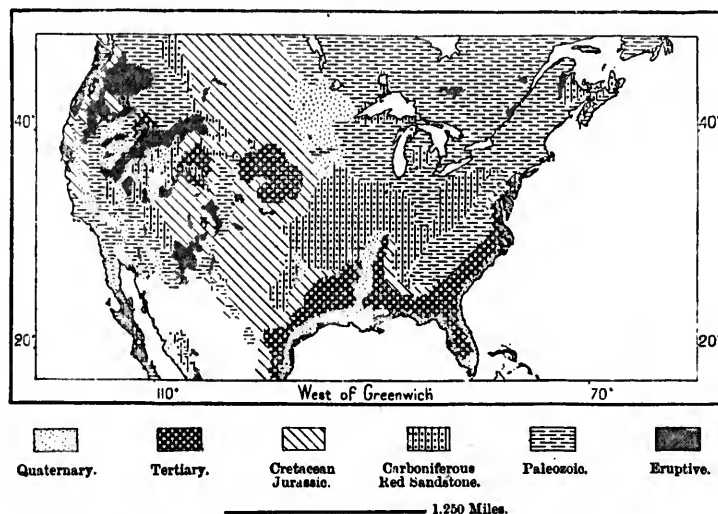 40°
40°
20°
20°
110°
West of Greenwich
70°
Quaternary.
Tertiary.
Cretacean
Jurassic.
Carboniferous
Red Sandstone.
Paleozoic.
Eruptive.
1,250 Miles.